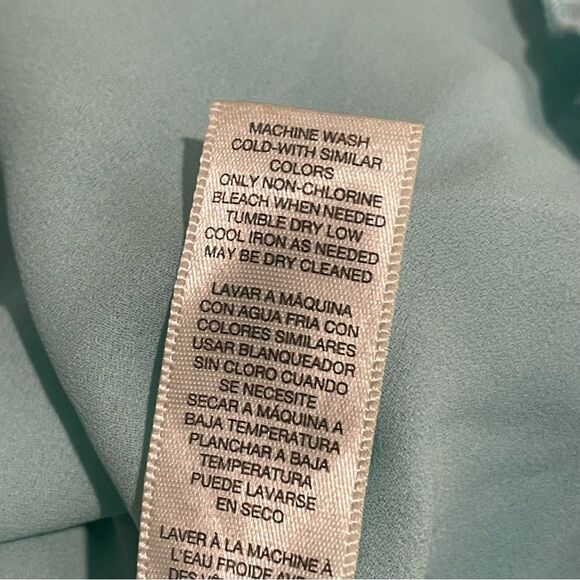 MACHINE WASH
COLD-WITH SIMILAR
COLORS
ONLY NON-CHLORINE
BLEACH WHEN NEEDED
TUMBLE DRY LOW
COOL IRON AS NEEDED
MAY BE DRY CLEANED
LAVAR A MÁQUINA
CON AGUA FRIA CON
COLORES SIMILARES
USAR BLANQUEADOR
SIN CLORO CUANDO
SE NECESITE
SECAR A MÁQUINA A
BAJA TEMPERATURA
PLANCHAR A BAJA
TEMPERATURA
PUEDE LAVARSE
EN SECO
LAVER À LA MACHINE À
L'EAU FROIDE AVEC
DES